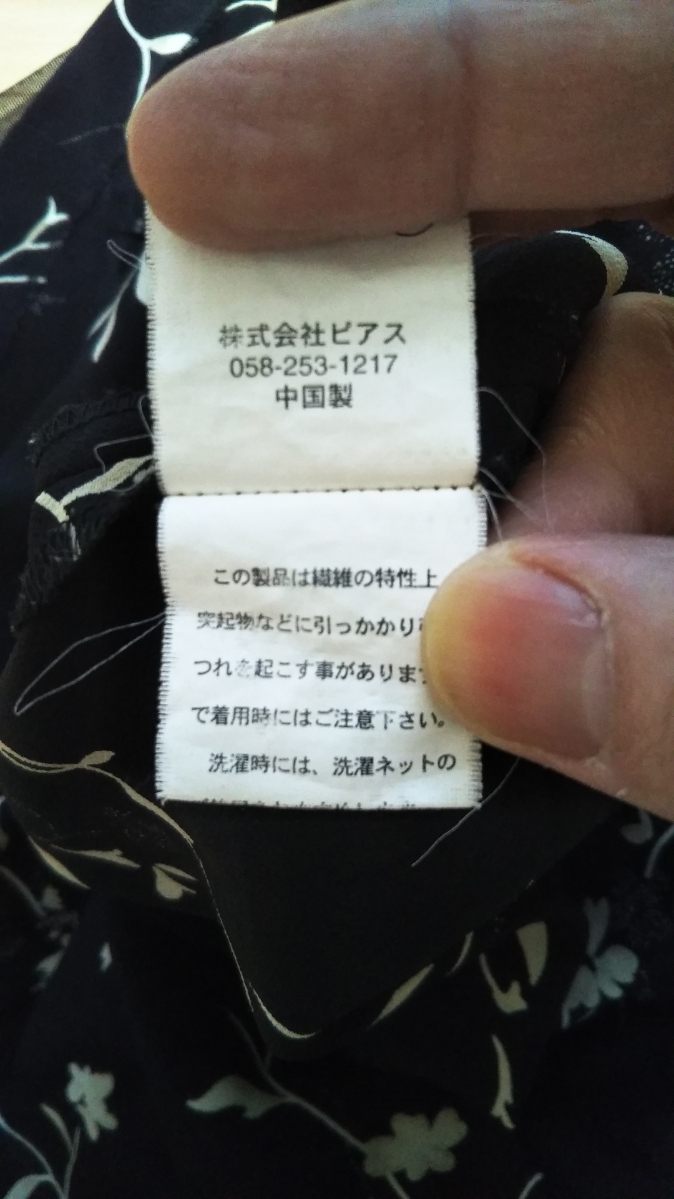 株式会社ピアス
058-253-1217
中国製
この製品は繊維の特性上
突起物などに引っかかり
つれを起こす事がありま
で着用時にはご注意下さい。
洗濯時には、洗濯ネットの